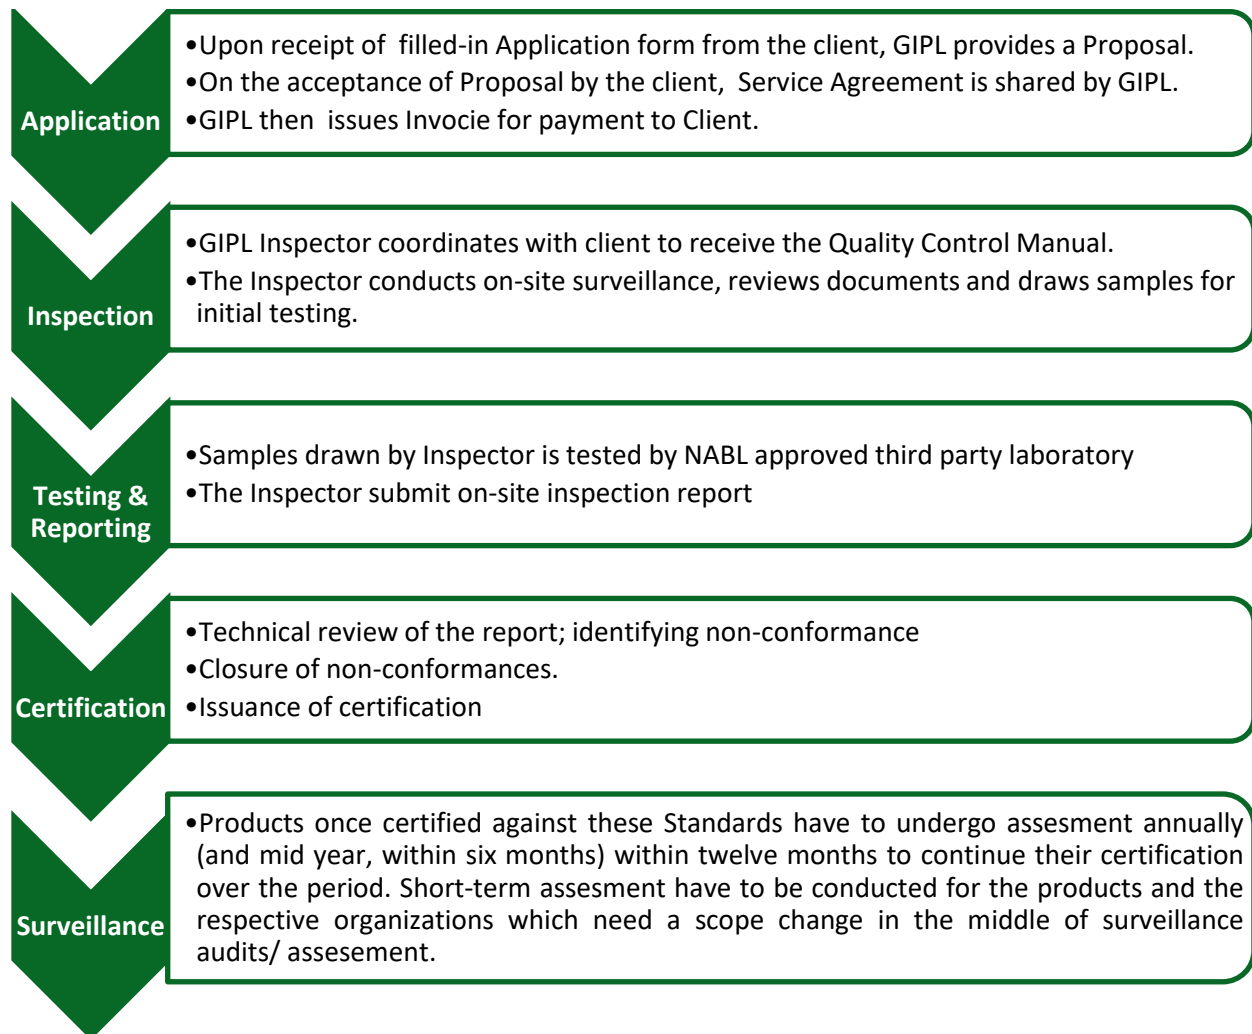 Application
•Upon receipt of  filled-in Application form from the client, GIPL provides a Proposal.
•On the acceptance of Proposal by the client,  Service Agreement is shared by GIPL.
•GIPL then  issues Invocie for payment to Client.
Inspection
•GIPL Inspector coordinates with client to receive the Quality Control Manual.
•The Inspector conducts on-site surveillance, reviews documents and draws samples for
initial testing.
Testing &
Reporting
•Samples drawn by Inspector is tested by NABL approved third party laboratory
•The Inspector submit on-site inspection report
Certification
•Technical review of the report; identifying non-conformance
•Closure of non-conformances.
•Issuance of certification
Surveillance
•Products once certified against these Standards have to undergo assesment annually
(and mid year, within six months) within twelve months to continue their certification
over the period. Short-term assesment have to be conducted for the products and the
respective organizations which need a scope change in the middle of surveillance
audits/ assesement.